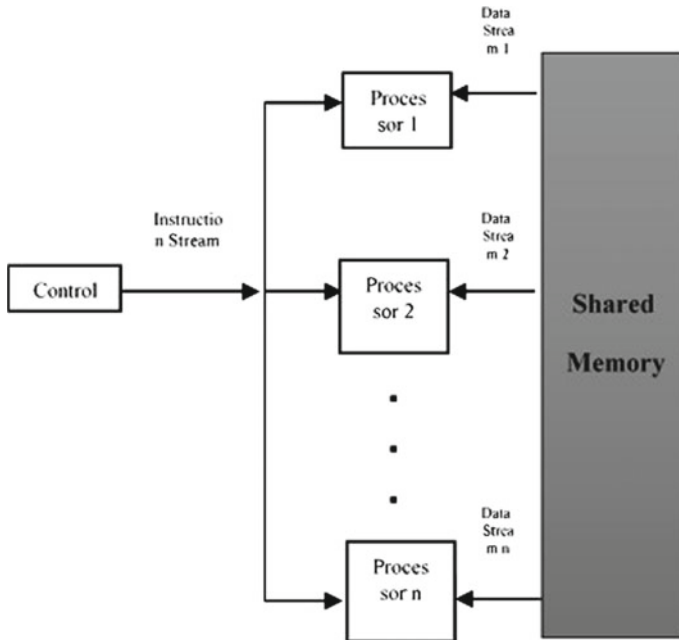 Data
Strea
m 1
Proces
sor 1
Instructio
n Stream
Data
Strea
m 2
Control
Proces
sor 2
Shared
Memory
Data
Strea
m n
Proces
sor n